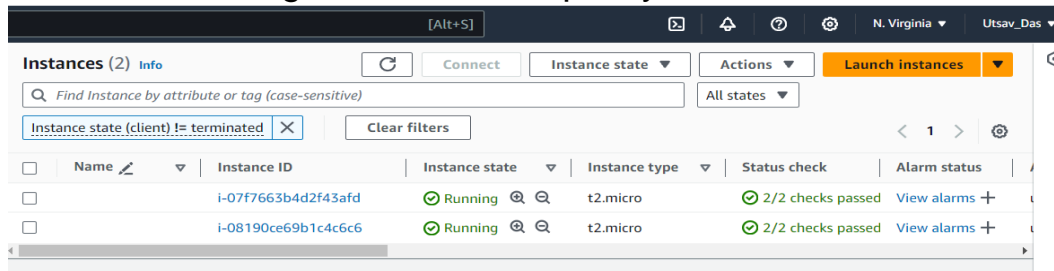 [Alt+S] N. Virginia ▼ Utsav_Das ▼
Instances (2) Info Connect Instance state ▼ Actions ▼ Launch instances ▼
Find Instance by attribute or tag (case-sensitive) All states ▼
Instance state (client) != terminated X Clear filters < 1 >
Name Instance ID Instance state Instance type Status check Alarm status
i-07f7663b4d2f43afd Running t2.micro 2/2 checks passed View alarms +
i-08190ce69b1c4c6c6 Running t2.micro 2/2 checks passed View alarms +